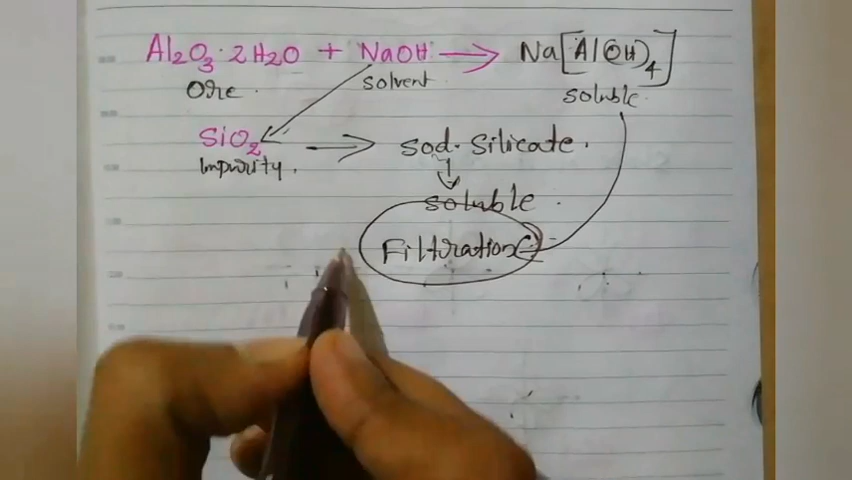 Al₂O₃·2H₂O + NaOH → Na[Al(OH)₄]
Ore. solvent soluble.
SiO₂ → Sod. Silicate.
Impurity.
soluble.
Filtration